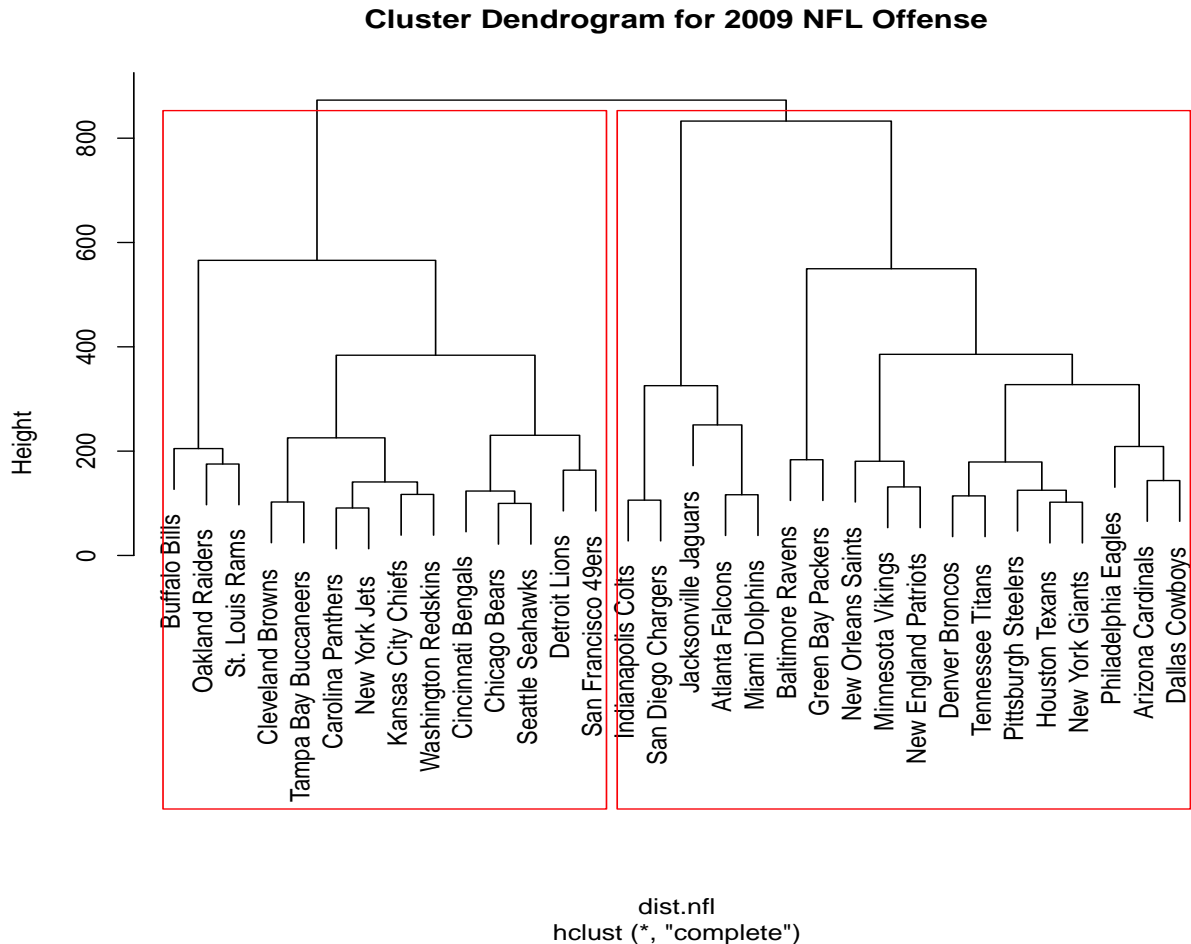 Cluster Dendrogram for 2009 NFL Offense
Height
0
200
400
600
800
Buffalo Bills
Oakland Raiders
St. Louis Rams
Cleveland Browns
Tampa Bay Buccaneers
Carolina Panthers
New York Jets
Kansas City Chiefs
Washington Redskins
Cincinnati Bengals
Chicago Bears
Seattle Seahawks
Detroit Lions
San Francisco 49ers
Indianapolis Colts
San Diego Chargers
Jacksonville Jaguars
Atlanta Falcons
Miami Dolphins
Baltimore Ravens
Green Bay Packers
New Orleans Saints
Minnesota Vikings
New England Patriots
Denver Broncos
Tennessee Titans
Pittsburgh Steelers
Houston Texans
New York Giants
Philadelphia Eagles
Arizona Cardinals
Dallas Cowboys
dist.nfl
hclust (*, "complete")